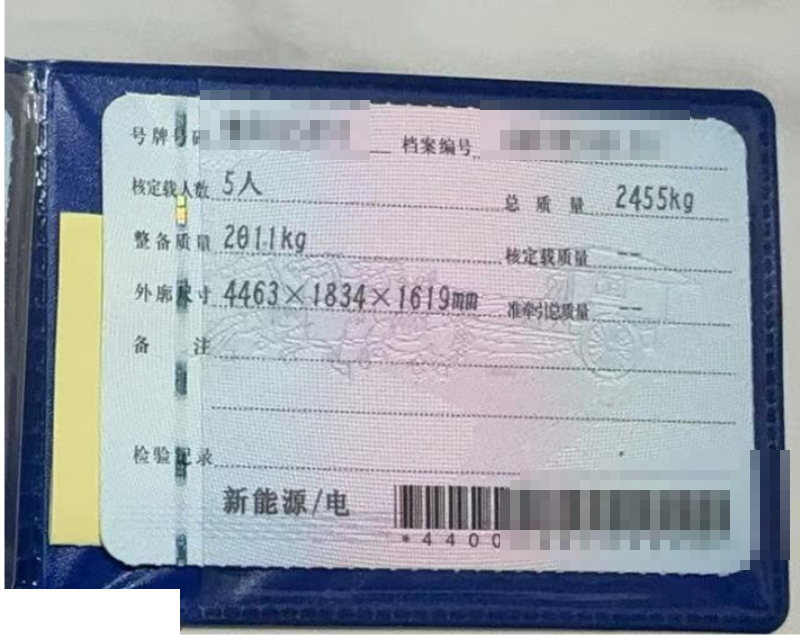 号牌号码 档案编号
核定载人数 5人 总质量 2455kg
整备质量 2011kg 核定载质量 --
外廓尺寸 4463×1834×1619mm 准牵引总质量 --
备注
检验记录
新能源/电
*4400